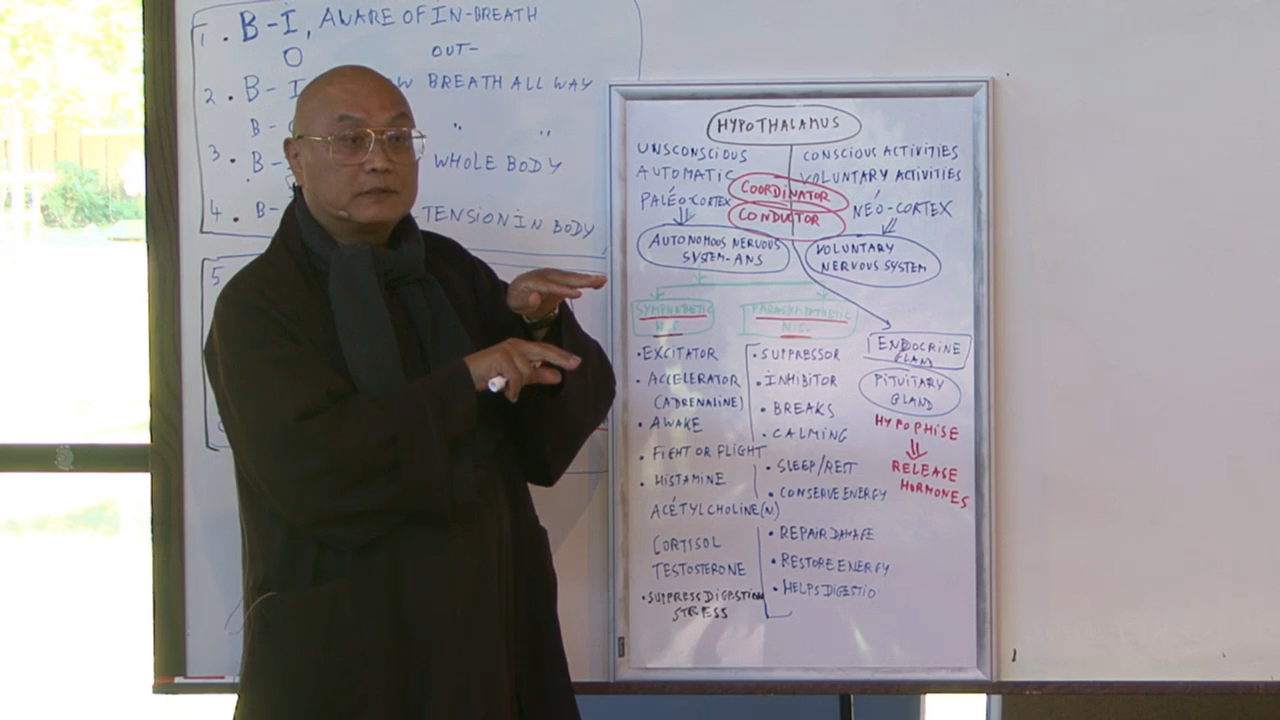 1. B-I, AWARE OF IN-BREATH
O OUT-
2. B-I BREATH ALL WAY
B- " "
3. B- WHOLE BODY
4. B- TENSION IN BODY
5
HYPOTHALAMUS
UNSCONSCIOUS
AUTOMATIC
PALÉOCORTEX
CONSCIOUS ACTIVITIES
VOLUNTARY ACTIVITIES
NÉO-CORTEX
COORDINATOR
CONDUCTOR
AUTONOMOUS NERVOUS
SYSTEM-ANS
VOLUNTARY
NERVOUS SYSTEM
SYMPATHETIC
N.S.
• EXCITATOR
• ACCELERATOR
(ADRENALINE)
• AWAKE
• FIGHT OR FLIGHT
• HISTAMINE
ACÉTYLCHOLINE(N)
CORTISOL
TESTOSTERONE
• SUPPRESS DIGESTION
STRESS
PARASYMPATHETIC
N.S.
• SUPPRESSOR
• INHIBITOR
• BREAKS
• CALMING
• SLEEP/REST
• CONSERVE ENERGY
• REPAIR DAMAGE
• RESTORE ENERGY
• HELPS DIGESTIO
ENDOCRINE
GLAND
PITUITARY
GLAND
HYPOPHISE
RELEASE
HORMONES